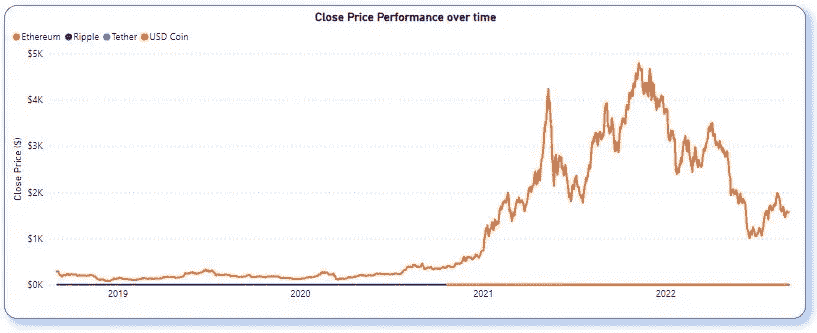 Close Price Performance over time
Ethereum Ripple Tether USD Coin
$5K
$4K
$3K
$2K
$1K
$0K
Close Price ($)
2019 2020 2021 2022